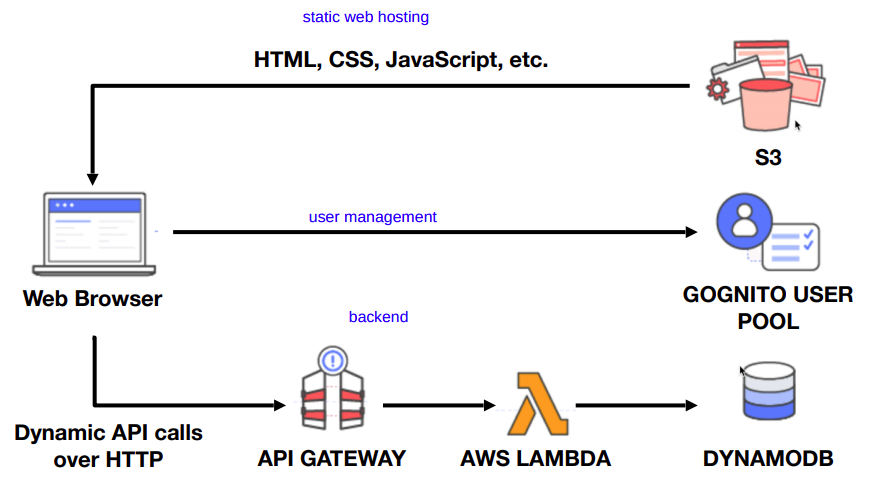 static web hosting
HTML, CSS, JavaScript, etc.
S3
user management
Web Browser
GOGNITO USER
POOL
backend
Dynamic API calls
over HTTP
API GATEWAY
AWS LAMBDA
DYNAMODB